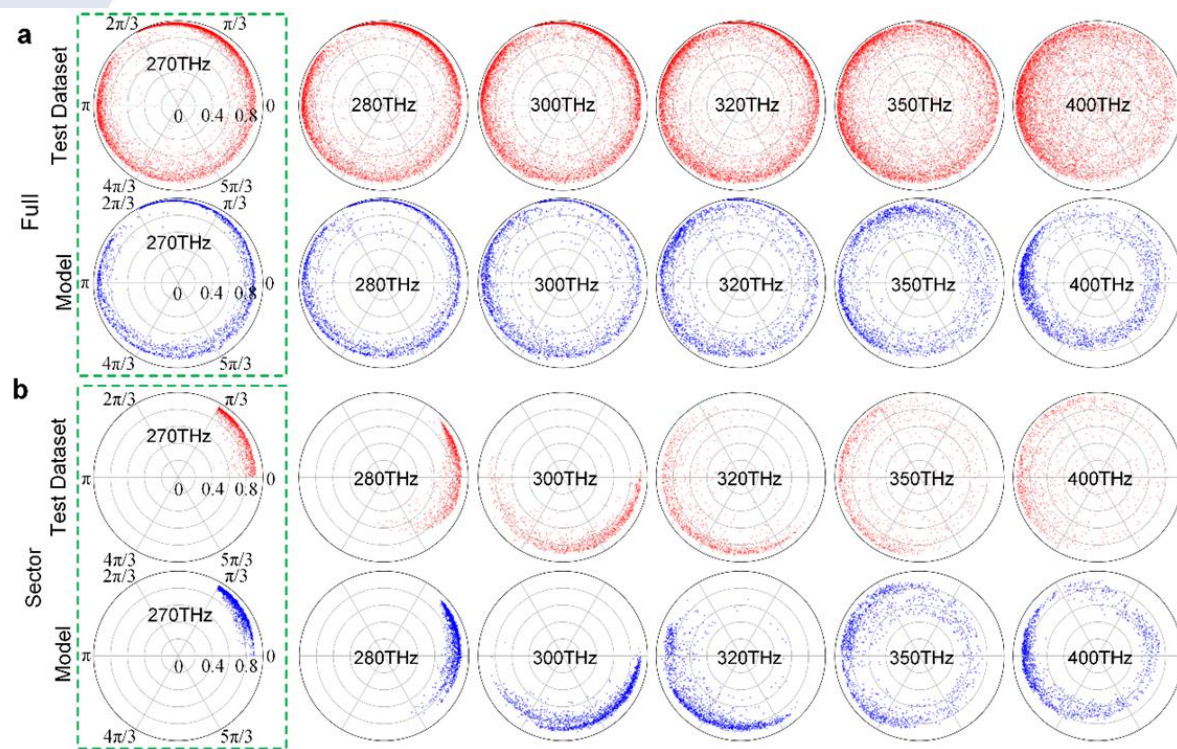 a
Full
Test Dataset
2π/3 π/3
270THz
π 0 0.4 0.8 0
4π/3 5π/3
280THz 300THz 320THz 350THz 400THz
Model
2π/3 π/3
270THz
π 0 0.4 0.8 0
4π/3 5π/3
280THz 300THz 320THz 350THz 400THz
b
Sector
Test Dataset
2π/3 π/3
270THz
π 0 0.4 0.8 0
4π/3 5π/3
280THz 300THz 320THz 350THz 400THz
Model
2π/3 π/3
270THz
π 0 0.4 0.8 0
4π/3 5π/3
280THz 300THz 320THz 350THz 400THz